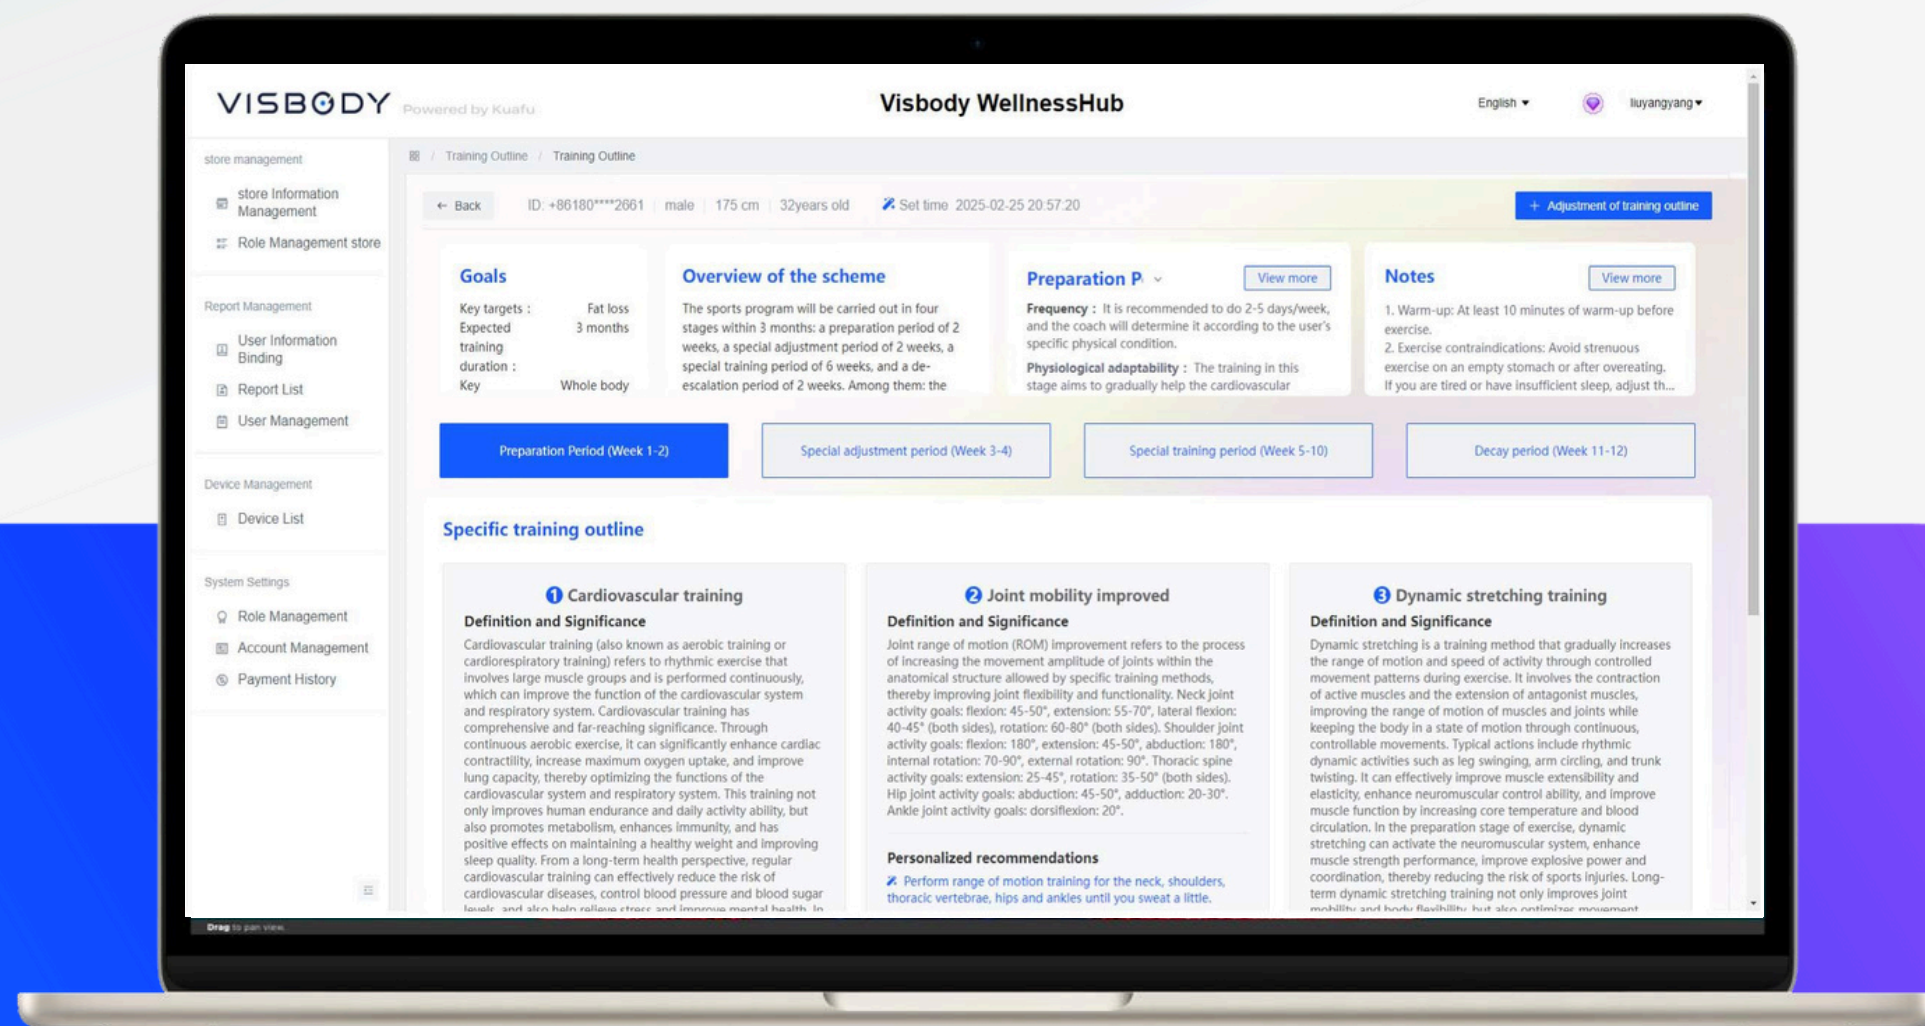 VISBODY Powered by Kuafu
Visbody WellnessHub
English
liuyangyang
store management
store Information
Management
Role Management store
Report Management
User Information
Binding
Report List
User Management
Device Management
Device List
System Settings
Role Management
Account Management
Payment History
/ Training Outline / Training Outline
← Back
ID: +86180****2661 | male | 175 cm | 32years old
Set time 2025-02-25 20:57:20
+ Adjustment of training outline
Goals
Key targets : Fat loss
Expected 3 months
training
duration :
Key Whole body
Overview of the scheme
The sports program will be carried out in four
stages within 3 months: a preparation period of 2
weeks, a special adjustment period of 2 weeks, a
special training period of 6 weeks, and a de-
escalation period of 2 weeks. Among them: the
Preparation P
View more
Frequency : It is recommended to do 2-5 days/week,
and the coach will determine it according to the user's
specific physical condition.
Physiological adaptability : The training in this
stage aims to gradually help the cardiovascular
Notes
View more
1. Warm-up: At least 10 minutes of warm-up before
exercise.
2. Exercise contraindications: Avoid strenuous
exercise on an empty stomach or after overeating.
If you are tired or have insufficient sleep, adjust th...
Preparation Period (Week 1-2)
Special adjustment period (Week 3-4)
Special training period (Week 5-10)
Decay period (Week 11-12)
Specific training outline
1 Cardiovascular training
Definition and Significance
Cardiovascular training (also known as aerobic training or
cardiorespiratory training) refers to rhythmic exercise that
involves large muscle groups and is performed continuously,
which can improve the function of the cardiovascular system
and respiratory system. Cardiovascular training has
comprehensive and far-reaching significance. Through
continuous aerobic exercise, it can significantly enhance cardiac
contractility, increase maximum oxygen uptake, and improve
lung capacity, thereby optimizing the functions of the
cardiovascular system and respiratory system. This training not
only improves human endurance and daily activity ability, but
also promotes metabolism, enhances immunity, and has
positive effects on maintaining a healthy weight and improving
sleep quality. From a long-term health perspective, regular
cardiovascular training can effectively reduce the risk of
cardiovascular diseases, control blood pressure and blood sugar
levels, and also help relieve stress and improve mental health. In
2 Joint mobility improved
Definition and Significance
Joint range of motion (ROM) improvement refers to the process
of increasing the movement amplitude of joints within the
anatomical structure allowed by specific training methods,
thereby improving joint flexibility and functionality. Neck joint
activity goals: flexion: 45-50°, extension: 55-70°, lateral flexion:
40-45° (both sides), rotation: 60-80° (both sides). Shoulder joint
activity goals: flexion: 180°, extension: 45-50°, abduction: 180°,
internal rotation: 70-90°, external rotation: 90°. Thoracic spine
activity goals: extension: 25-45°, rotation: 35-50° (both sides).
Hip joint activity goals: abduction: 45-50°, adduction: 20-30°.
Ankle joint activity goals: dorsiflexion: 20°.
Personalized recommendations
Perform range of motion training for the neck, shoulders,
thoracic vertebrae, hips and ankles until you sweat a little.
3 Dynamic stretching training
Definition and Significance
Dynamic stretching is a training method that gradually increases
the range of motion and speed of activity through controlled
movement patterns during exercise. It involves the contraction
of active muscles and the extension of antagonist muscles,
improving the range of motion of muscles and joints while
keeping the body in a state of motion through continuous,
controllable movements. Typical actions include rhythmic
dynamic activities such as leg swinging, arm circling, and trunk
twisting. It can effectively improve muscle extensibility and
elasticity, enhance neuromuscular control ability, and improve
muscle function by increasing core temperature and blood
circulation. In the preparation stage of exercise, dynamic
stretching can activate the neuromuscular system, enhance
muscle strength performance, improve explosive power and
coordination, thereby reducing the risk of sports injuries. Long-
term dynamic stretching training not only improves joint
mobility and body flexibility, but also optimizes movement
Drag to pan view.